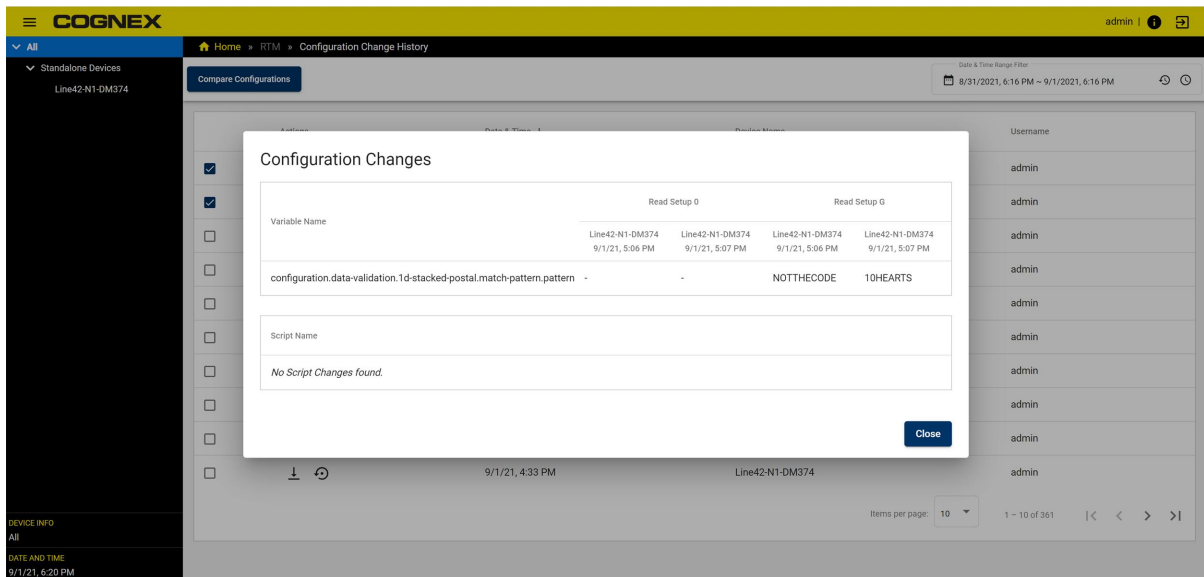 COGNEX
admin |
All
Home » RTM » Configuration Change History
Standalone Devices
Line42-N1-DM374
Compare Configurations
Date & Time Range Filter
8/31/2021, 6:16 PM ~ 9/1/2021, 6:16 PM
Actions Date & Time Device Name Username
admin
admin
admin
admin
admin
admin
admin
admin
admin
Configuration Changes
Variable Name Read Setup 0 Read Setup G
Line42-N1-DM374 Line42-N1-DM374 Line42-N1-DM374 Line42-N1-DM374
9/1/21, 5:06 PM 9/1/21, 5:07 PM 9/1/21, 5:06 PM 9/1/21, 5:07 PM
configuration.data-validation.1d-stacked-postal.match-pattern.pattern - - NOTTHECODE 10HEARTS
Script Name
No Script Changes found.
Close
9/1/21, 4:33 PM Line42-N1-DM374 admin
Items per page: 10 1 – 10 of 361
DEVICE INFO
All
DATE AND TIME
9/1/21, 6:20 PM